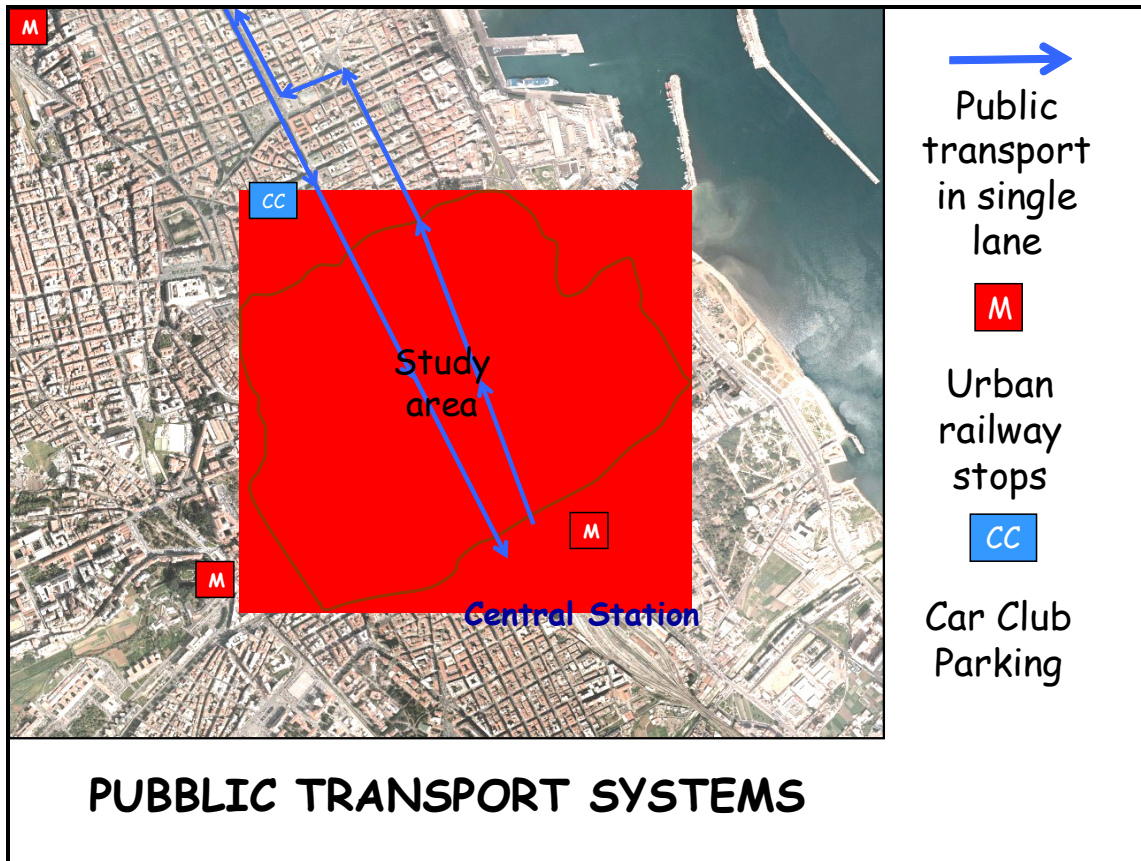 M
CC
Study
area
M
M
Central Station
Public
transport
in single
lane
M
Urban
railway
stops
CC
Car Club
Parking
PUBBLIC TRANSPORT SYSTEMS